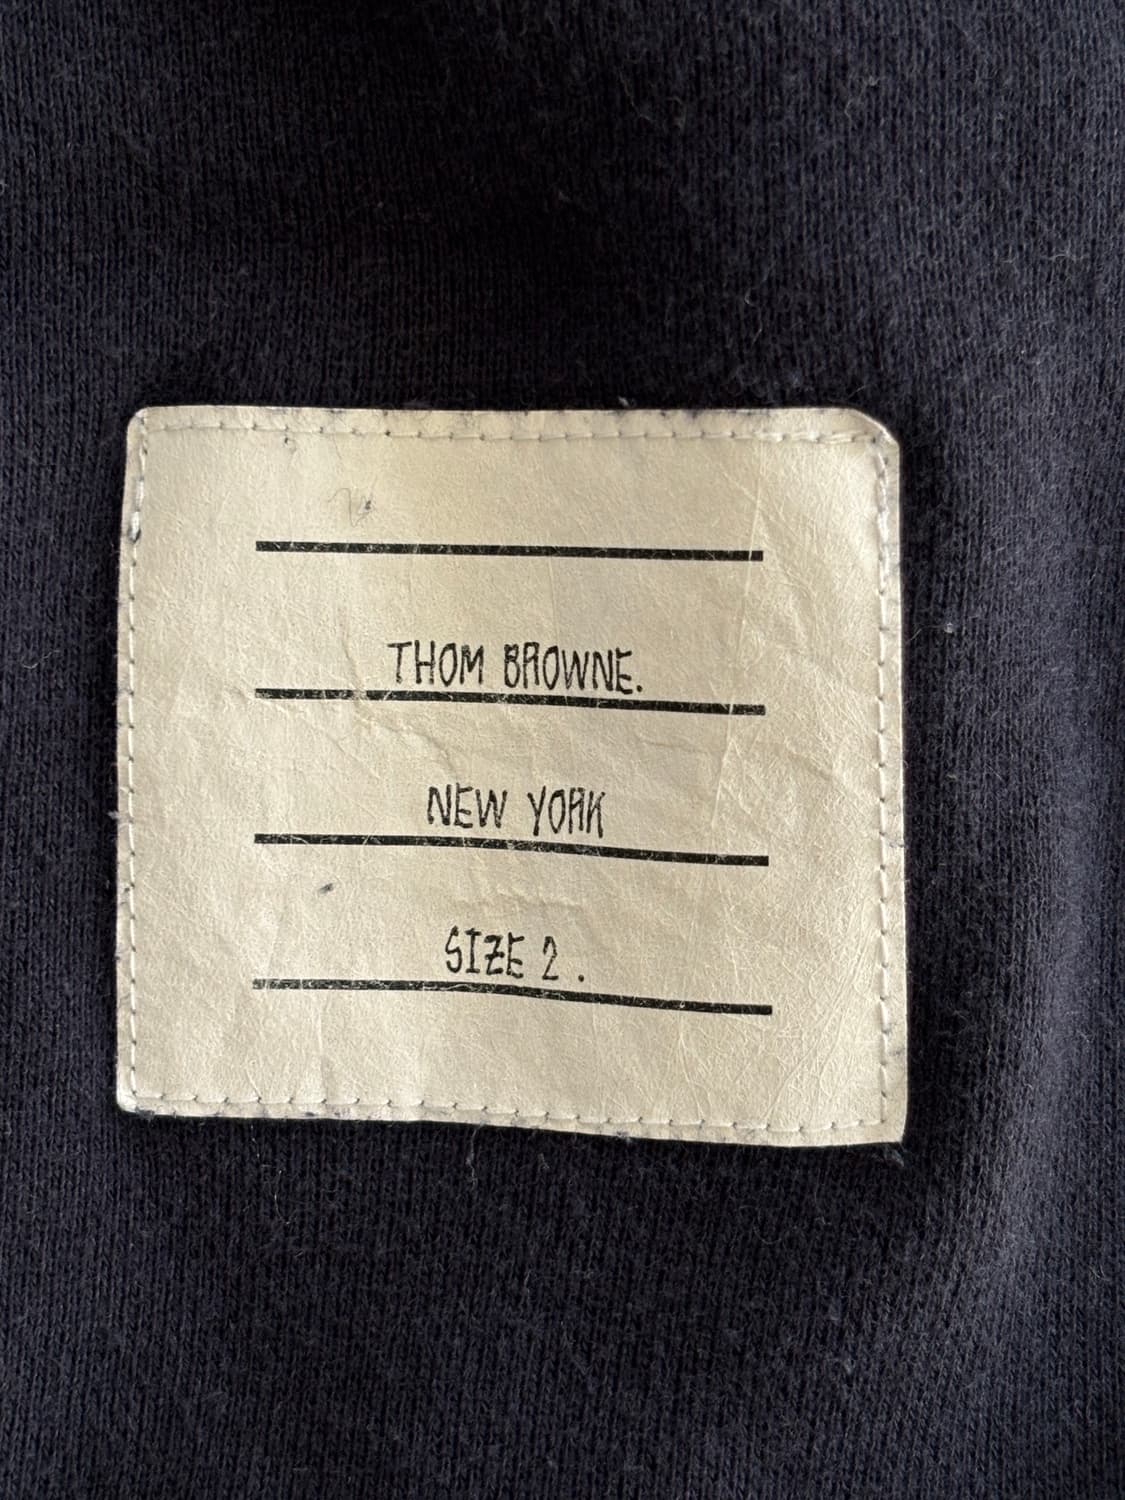 THOM BROWNE.
NEW YORK
SIZE 2.